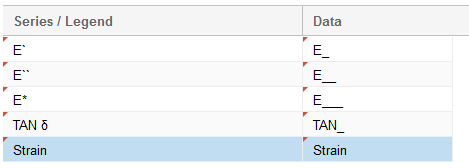 Series / Legend Data
E` E_
E`` E__
E* E___
TAN δ TAN_
Strain Strain